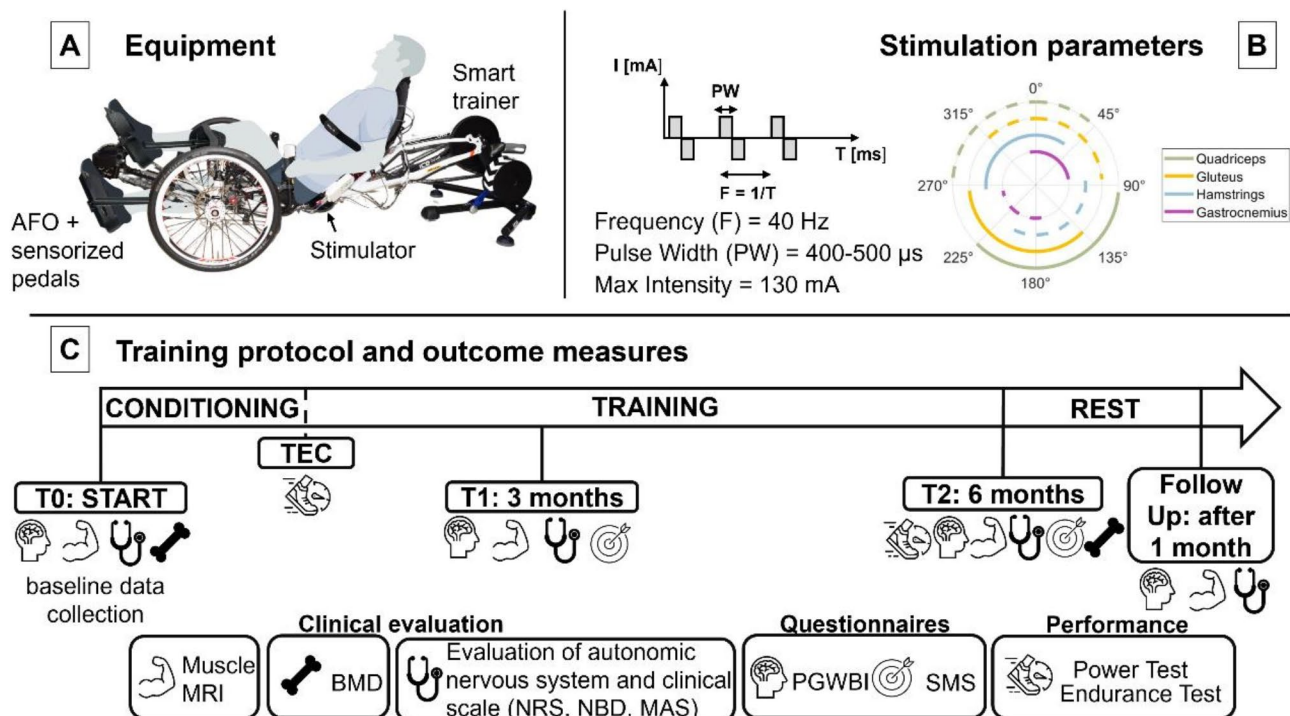 A Equipment
Smart
trainer
AFO +
sensorized
pedals
Stimulator
Stimulation parameters B
I [mA]
PW
T [ms]
F = 1/T
Frequency (F) = 40 Hz
Pulse Width (PW) = 400-500 µs
Max Intensity = 130 mA
0°
315° 45°
270° 90°
225° 135°
180°
Quadriceps
Gluteus
Hamstrings
Gastrocnemius
C Training protocol and outcome measures
CONDITIONING TRAINING REST
TEC
T0: START T1: 3 months T2: 6 months
Follow
Up: after
1 month
baseline data
collection
Clinical evaluation Questionnaires Performance
Muscle
MRI
BMD
Evaluation of autonomic
nervous system and clinical
scale (NRS, NBD, MAS)
PGWBI SMS
Power Test
Endurance Test